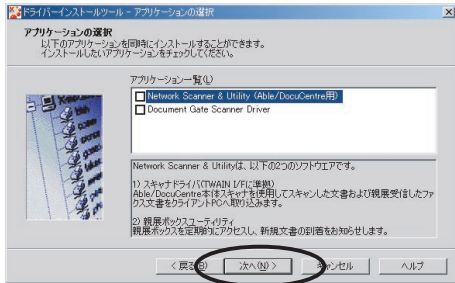 ドライバーインストールツール - アプリケーションの選択
アプリケーションの選択
以下のアプリケーションを同時にインストールすることができます。
インストールしたいアプリケーションをチェックしてください。
アプリケーション一覧(L)
Network Scanner & Utility (Able/DocuCentre用)
Document Gate Scanner Driver
Network Scanner & Utilityは、以下の2つのソフトウエアです。
1) スキャナドライバ(TWAIN I/Fに準拠)
Able/DocuCentre本体スキャナを使用してスキャンした文書および親展受信したファ
クス文書をクライアントPCへ取り込みます。
2) 親展ボックスユーティリティ
親展ボックスを定期的にアクセスし、新規文書の到着をお知らせします。
< 戻る(B)
次へ(N) >
キャンセル
ヘルプ